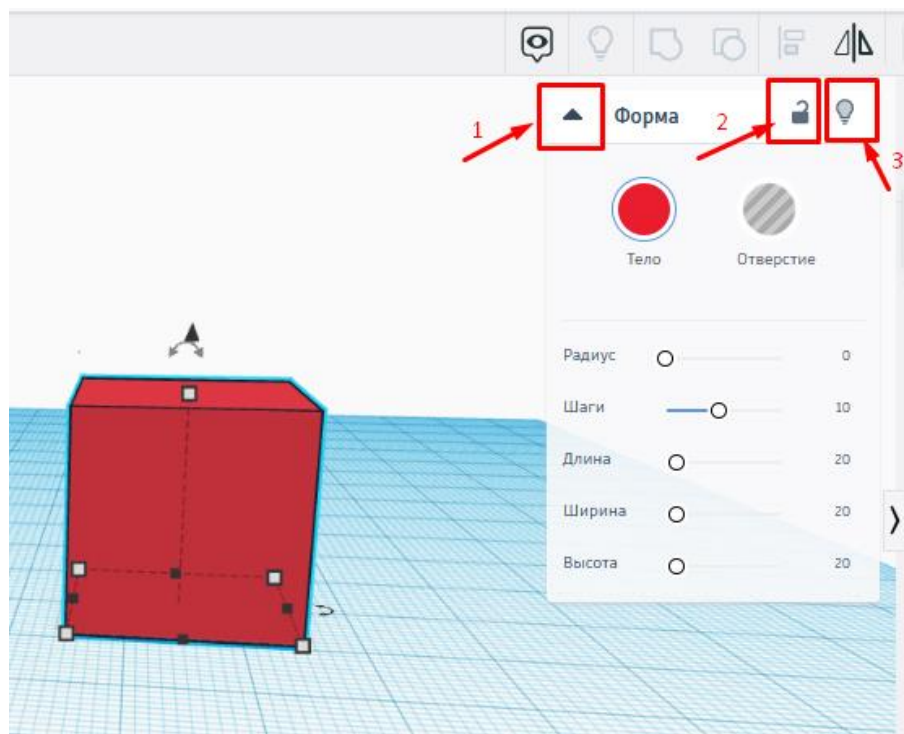 1
Форма
2
3
Тело
Отверстие
Радиус 0
Шаги 10
Длина 20
Ширина 20
Высота 20